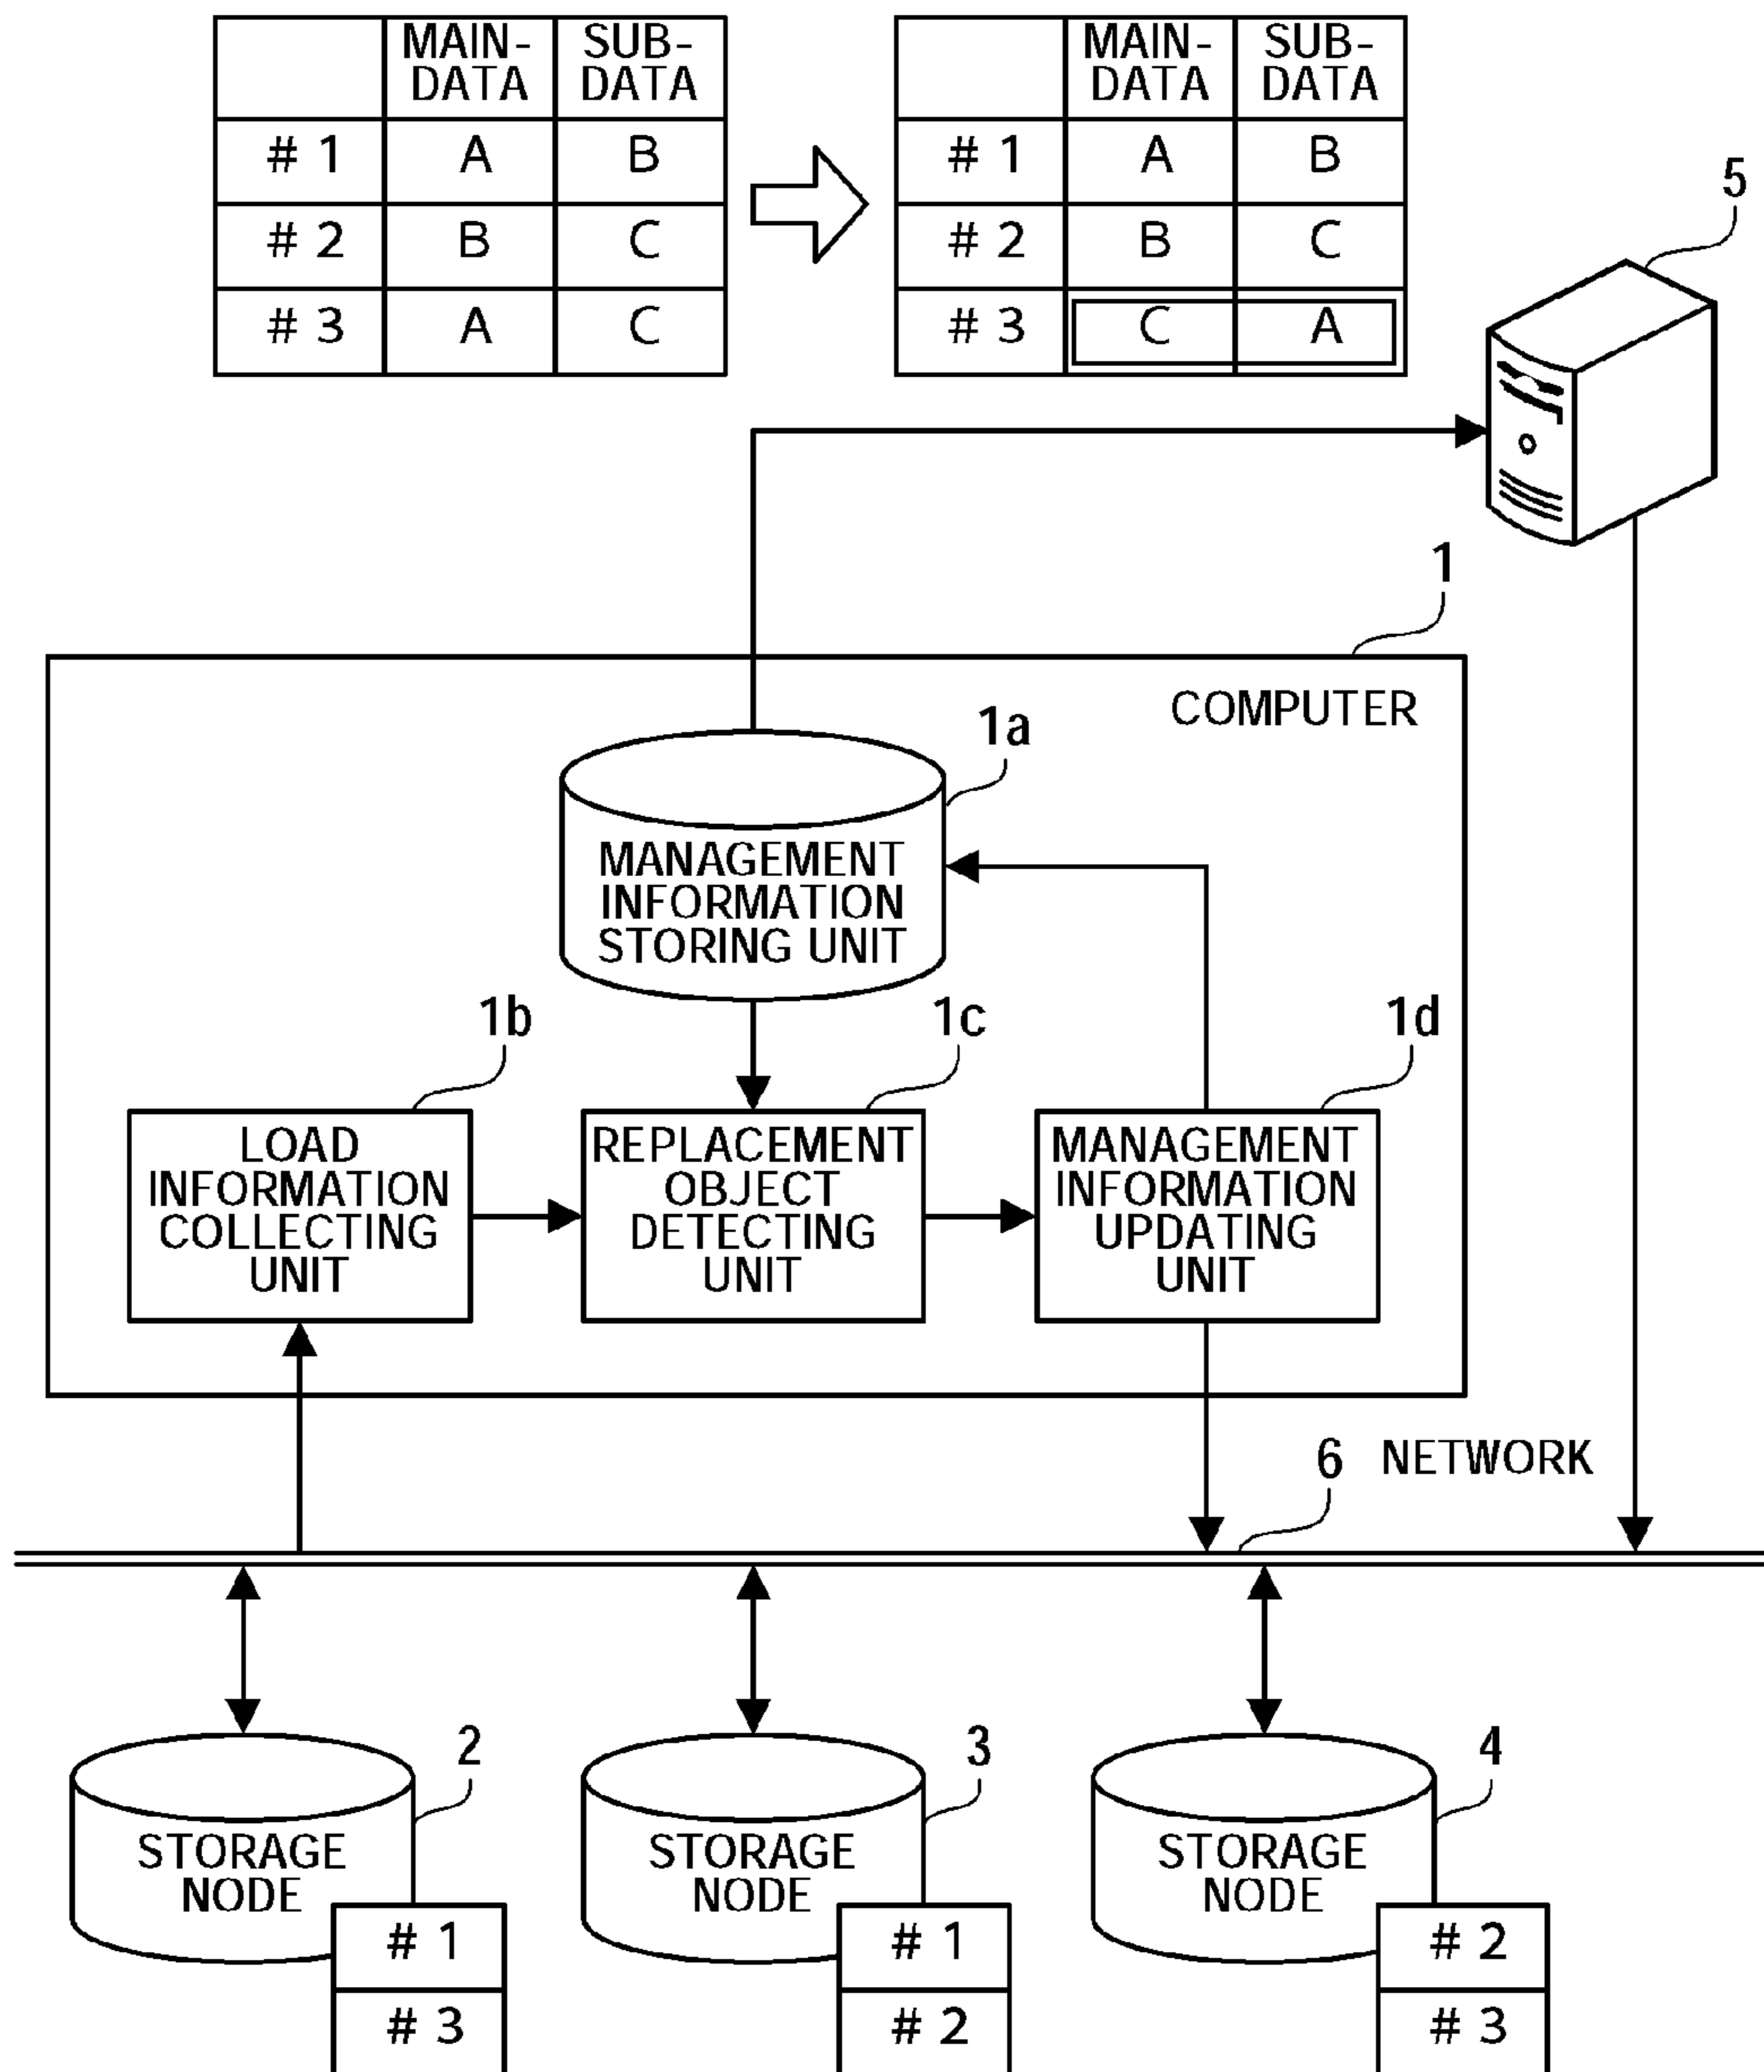 MAIN-DATA SUB-DATA
# 1 A B
# 2 B C
# 3 A C
MAIN-DATA SUB-DATA
# 1 A B
# 2 B C
# 3 C A
5
1
COMPUTER
1a
MANAGEMENT
INFORMATION
STORING UNIT
1b
LOAD
INFORMATION
COLLECTING
UNIT
1c
REPLACEMENT
OBJECT
DETECTING
UNIT
1d
MANAGEMENT
INFORMATION
UPDATING
UNIT
6 NETWORK
2
STORAGE
NODE
# 1
# 3
3
STORAGE
NODE
# 1
# 2
4
STORAGE
NODE
# 2
# 3